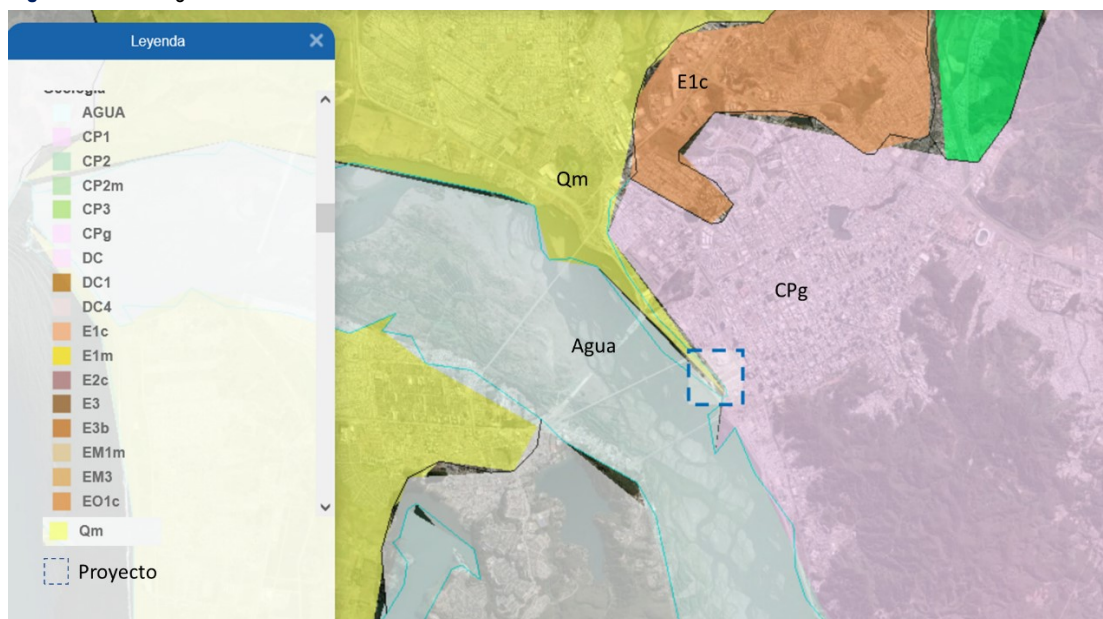 Leyenda
AGUA
CP1
CP2
CP2m
CP3
CPg
DC
DC1
DC4
E1c
E1m
E2c
E3
E3b
EM1m
EM3
EO1c
Qm
Proyecto
E1c
Qm
CPg
Agua